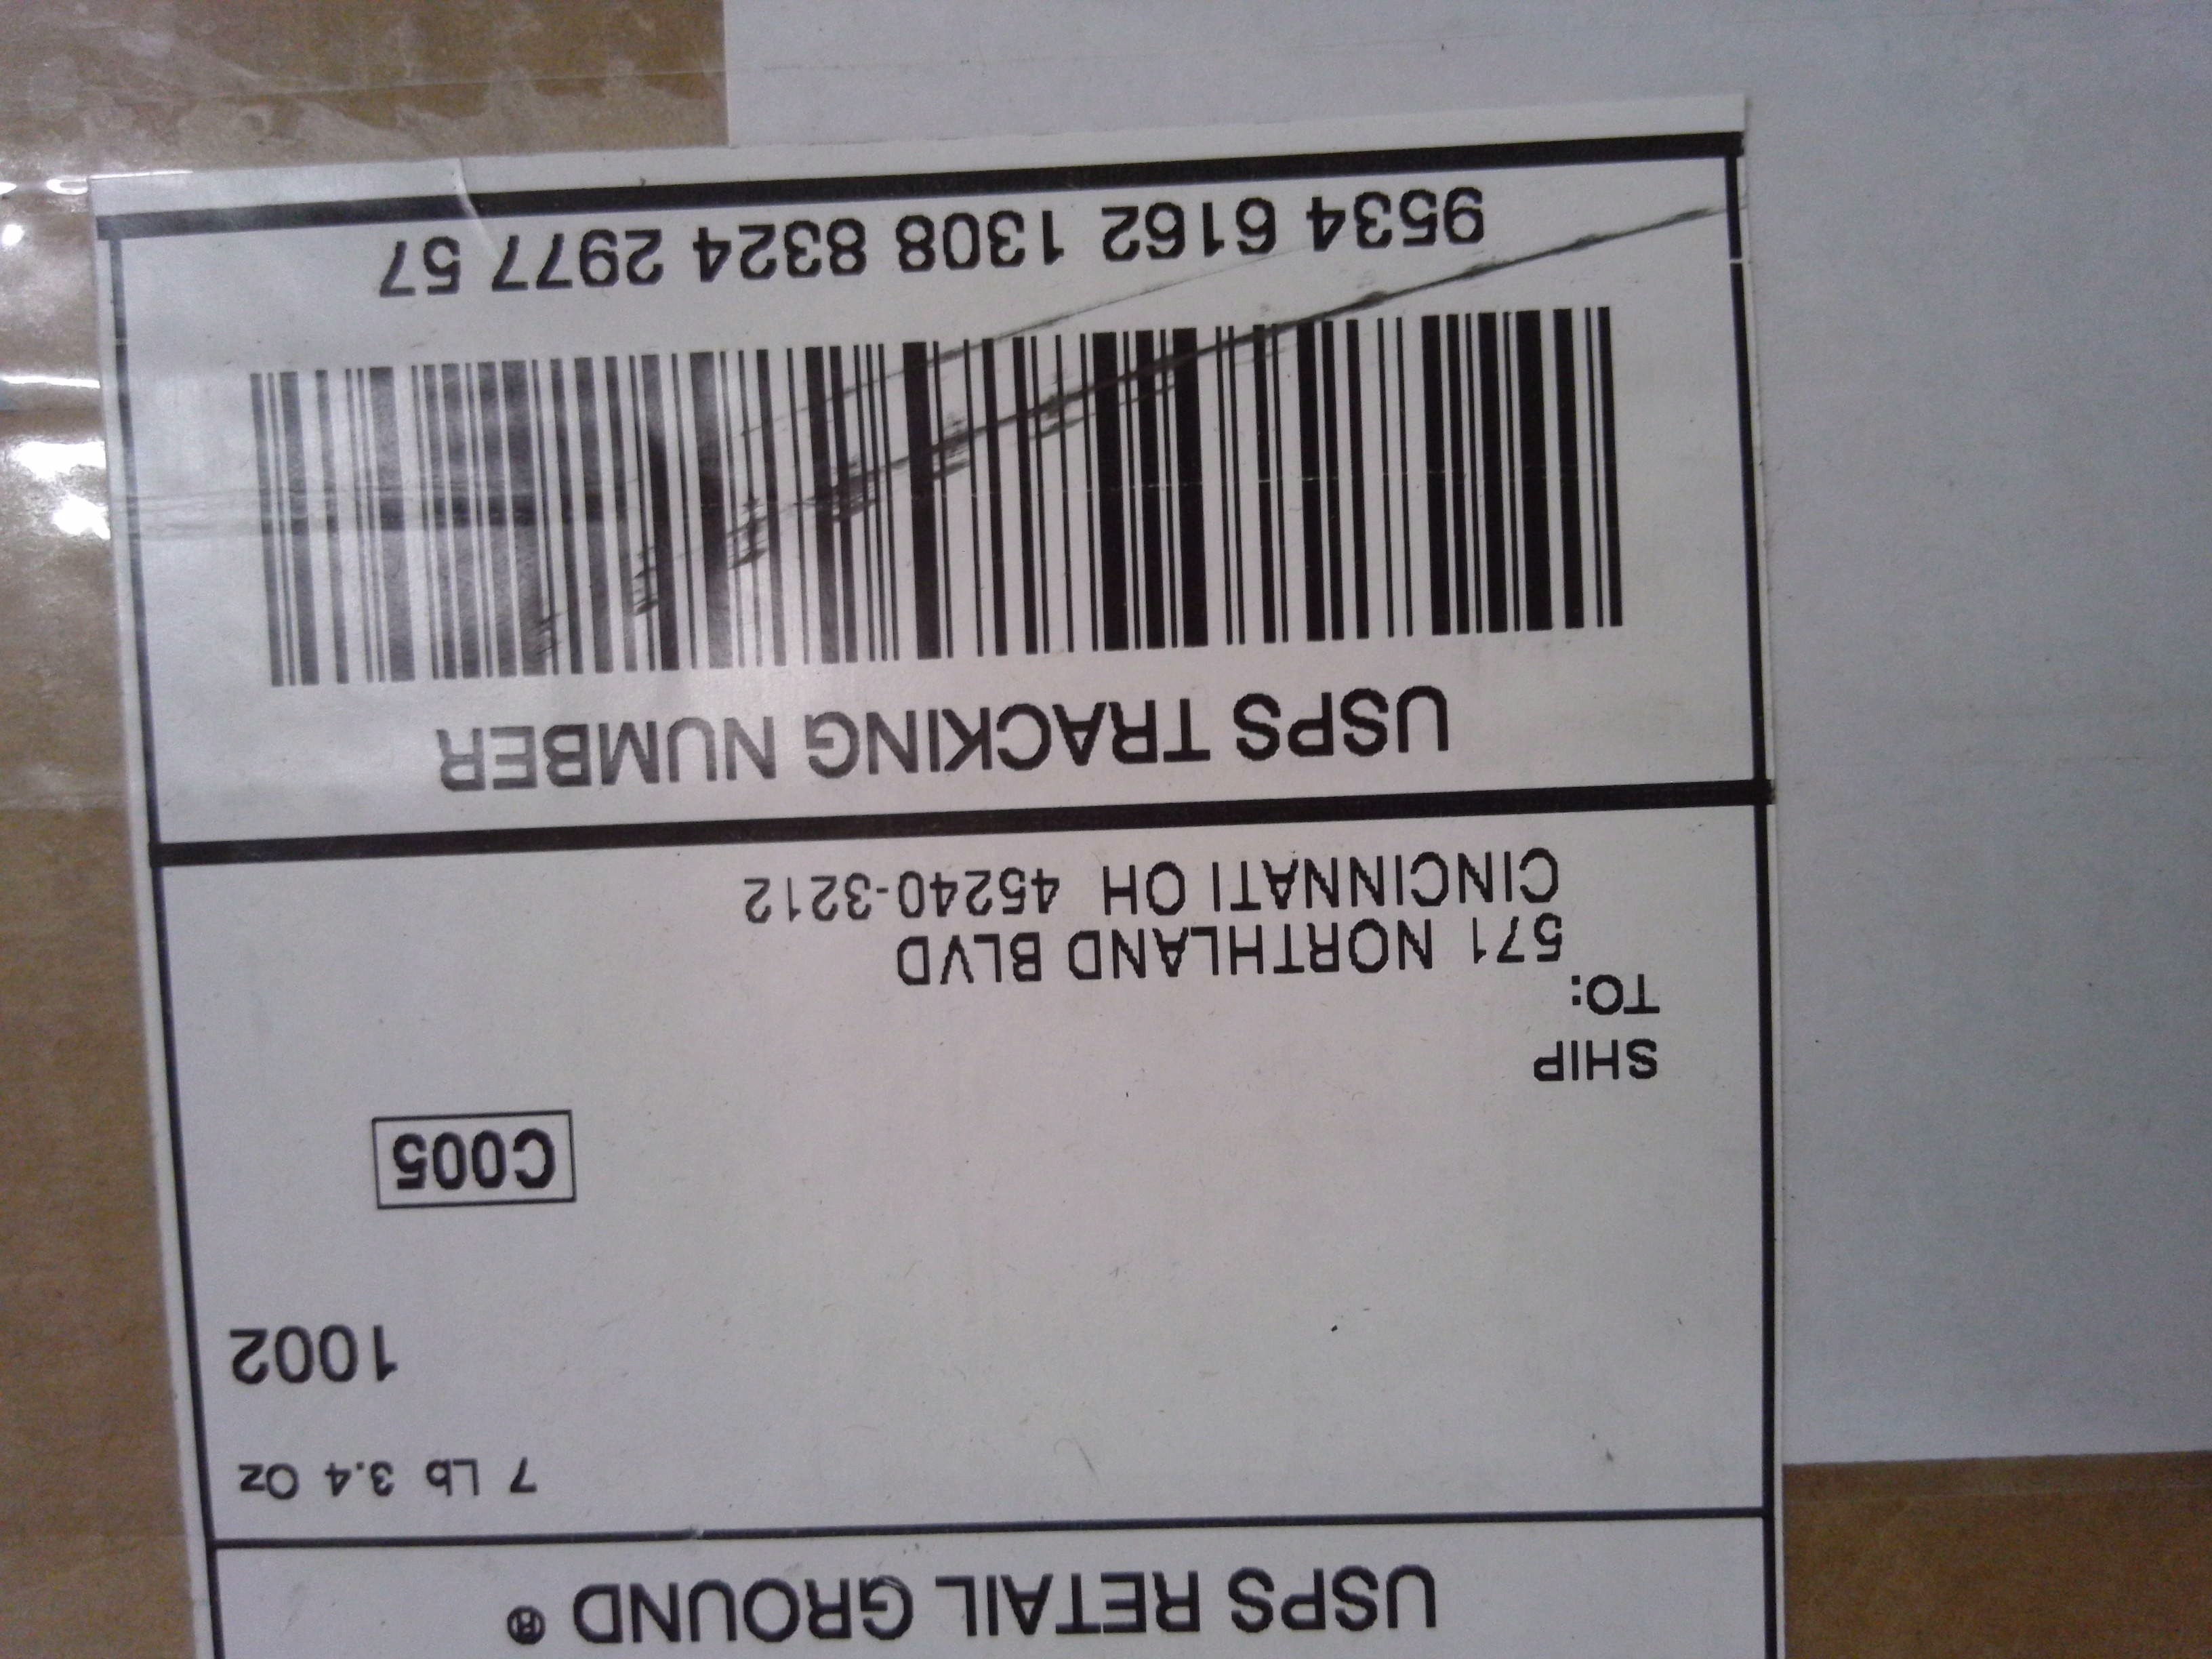 USPS RETAIL GROUND ®
7 Lb 3.4 Oz
1002
C005
SHIP
TO:
571 NORTHLAND BLVD
CINCINNATI OH 45240-3212
USPS TRACKING NUMBER
9534 6162 1308 8324 2977 57